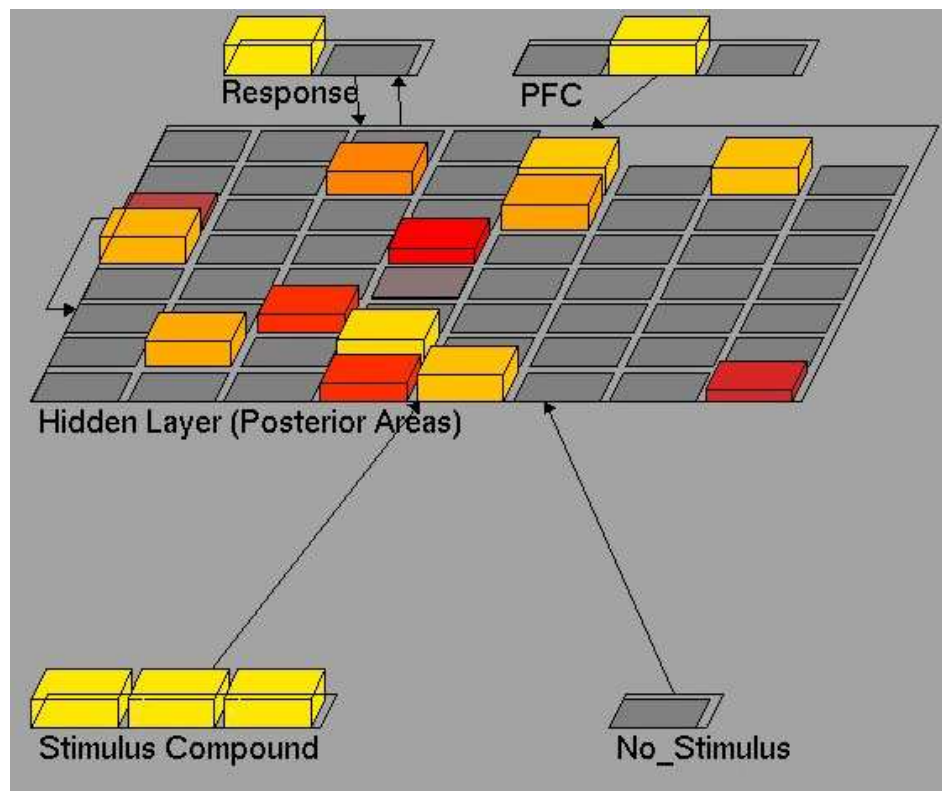 Response
PFC
Hidden Layer (Posterior Areas)
Stimulus Compound
No_Stimulus